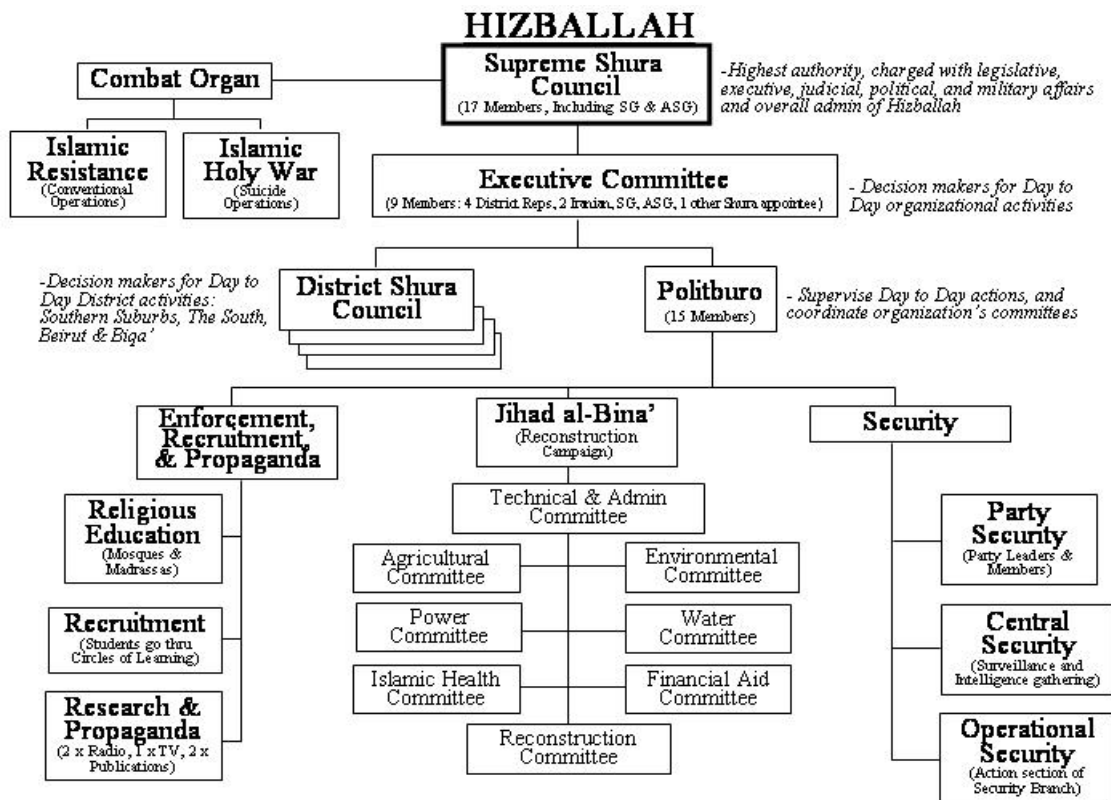 HIZBALLAH
Combat Organ
Supreme Shura
Council
(17 Members, Including SG & ASG)
-Highest authority, charged with legislative,
executive, judicial, political, and military affairs
and overall admin of Hizballah
Islamic
Resistance
(Conventional
Operations)
Islamic
Holy War
(Suicide
Operations)
Executive Committee
(9 Members: 4 District Reps, 2 Iranian, SG, ASG, 1 other Shura appointee)
- Decision makers for Day to
Day organizational activities
-Decision makers for Day to
Day District activities:
Southern Suburbs, The South,
Beirut & Biqa'
District Shura
Council
Politburo
(15 Members)
- Supervise Day to Day actions, and
coordinate organization's committees
Enforcement,
Recruitment,
& Propaganda
Jihad al-Bina'
(Reconstruction
Campaign)
Security
Religious
Education
(Mosques &
Madrassas)
Recruitment
(Students go thru
Circles of Learning)
Research &
Propaganda
(2 x Radio, 1 x TV, 2 x
Publications)
Technical & Admin
Committee
Agricultural
Committee
Environmental
Committee
Power
Committee
Water
Committee
Islamic Health
Committee
Financial Aid
Committee
Reconstruction
Committee
Party
Security
(Party Leaders &
Members)
Central
Security
(Surveillance and
Intelligence gathering)
Operational
Security
(Action section of
Security Branch)